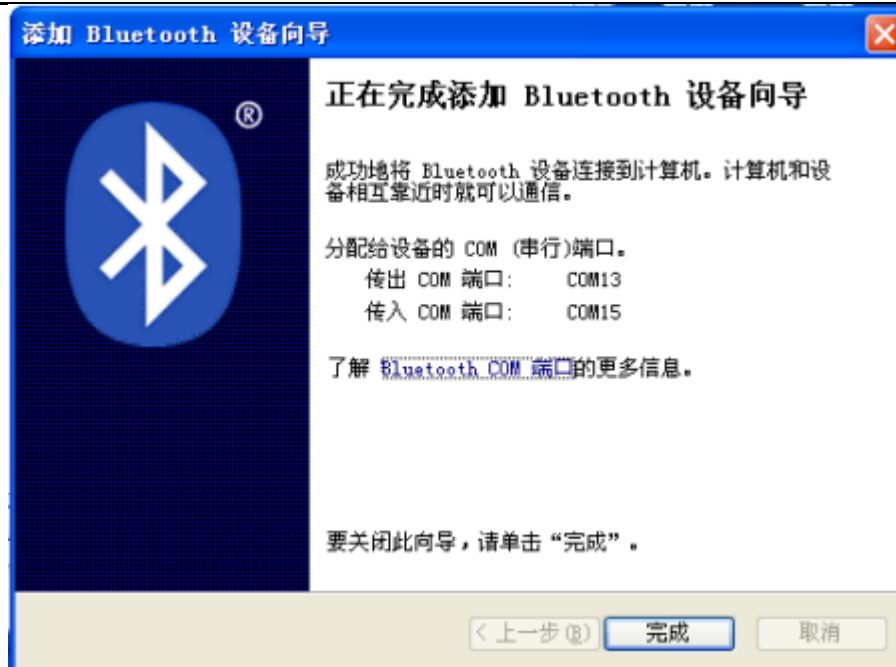 添加 Bluetooth 设备向导
®
正在完成添加 Bluetooth 设备向导
成功地将 Bluetooth 设备连接到计算机。计算机和设
备相互靠近时就可以通信。
分配给设备的 COM (串行)端口。
传出 COM 端口: COM13
传入 COM 端口: COM15
了解 Bluetooth COM 端口的更多信息。
要关闭此向导，请单击“完成”。
< 上一步(B) 完成 取消